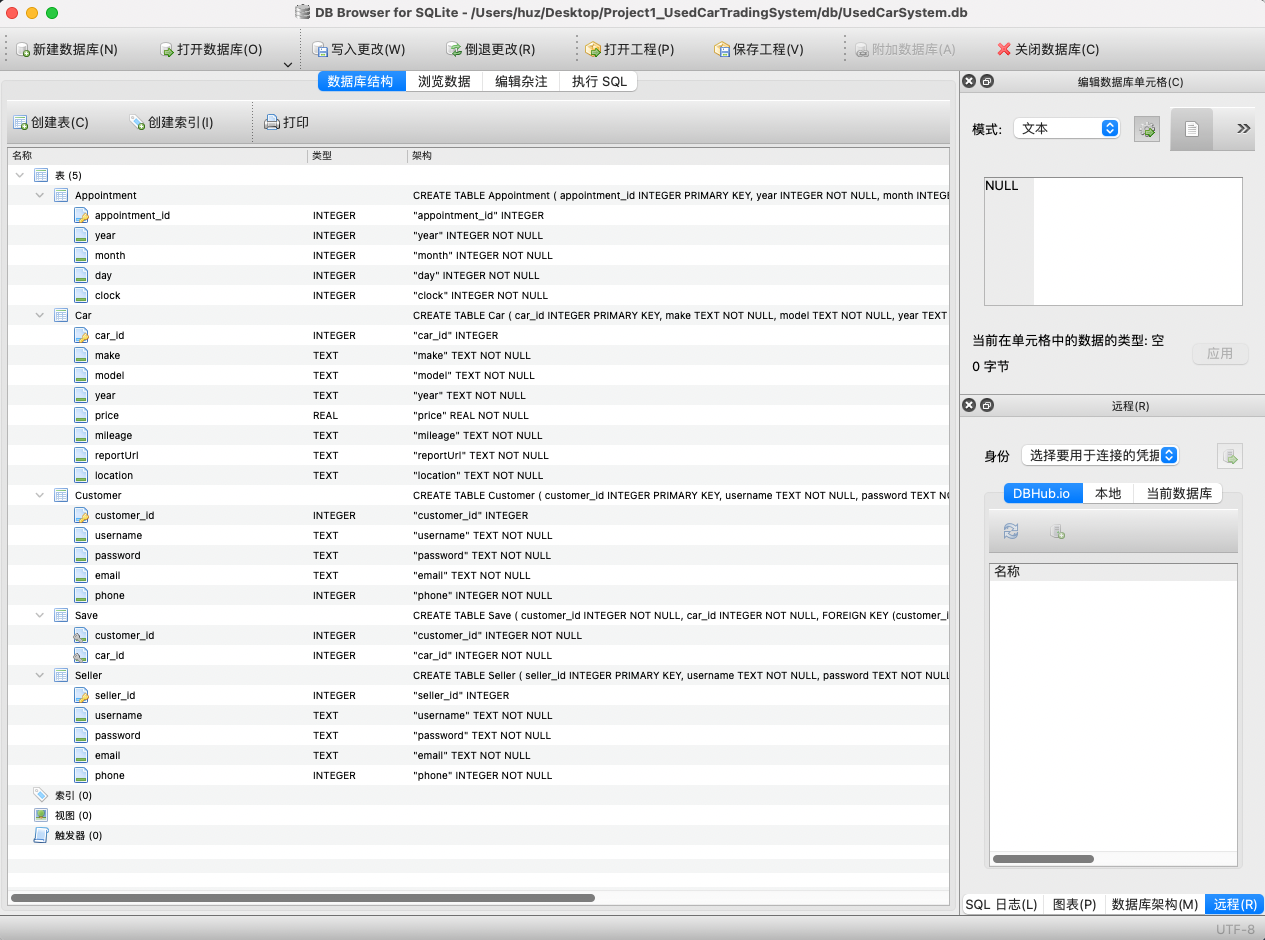 DB Browser for SQLite - /Users/huz/Desktop/Project1_UsedCarTradingSystem/db/UsedCarSystem.db
新建数据库(N) 打开数据库(O) 写入更改(W) 倒退更改(R) 打开工程(P) 保存工程(V) 附加数据库(A) 关闭数据库(C)
数据库结构 浏览数据 编辑杂注 执行 SQL
创建表(C) 创建索引(I) 打印
名称 类型 架构
表 (5)
Appointment CREATE TABLE Appointment ( appointment_id INTEGER PRIMARY KEY, year INTEGER NOT NULL, month INTEGE
appointment_id INTEGER "appointment_id" INTEGER
year INTEGER "year" INTEGER NOT NULL
month INTEGER "month" INTEGER NOT NULL
day INTEGER "day" INTEGER NOT NULL
clock INTEGER "clock" INTEGER NOT NULL
Car CREATE TABLE Car ( car_id INTEGER PRIMARY KEY, make TEXT NOT NULL, model TEXT NOT NULL, year TEXT
car_id INTEGER "car_id" INTEGER
make TEXT "make" TEXT NOT NULL
model TEXT "model" TEXT NOT NULL
year TEXT "year" TEXT NOT NULL
price REAL "price" REAL NOT NULL
mileage TEXT "mileage" TEXT NOT NULL
reportUrl TEXT "reportUrl" TEXT NOT NULL
location TEXT "location" TEXT NOT NULL
Customer CREATE TABLE Customer ( customer_id INTEGER PRIMARY KEY, username TEXT NOT NULL, password TEXT NO
customer_id INTEGER "customer_id" INTEGER
username TEXT "username" TEXT NOT NULL
password TEXT "password" TEXT NOT NULL
email TEXT "email" TEXT NOT NULL
phone INTEGER "phone" INTEGER NOT NULL
Save CREATE TABLE Save ( customer_id INTEGER NOT NULL, car_id INTEGER NOT NULL, FOREIGN KEY (customer_i
customer_id INTEGER "customer_id" INTEGER NOT NULL
car_id INTEGER "car_id" INTEGER NOT NULL
Seller CREATE TABLE Seller ( seller_id INTEGER PRIMARY KEY, username TEXT NOT NULL, password TEXT NOT NULL
seller_id INTEGER "seller_id" INTEGER
username TEXT "username" TEXT NOT NULL
password TEXT "password" TEXT NOT NULL
email TEXT "email" TEXT NOT NULL
phone INTEGER "phone" INTEGER NOT NULL
索引 (0)
视图 (0)
触发器 (0)
编辑数据库单元格(C)
模式: 文本
NULL
当前在单元格中的数据的类型: 空
0 字节
应用
远程(R)
身份 选择要用于连接的凭据
DBHub.io 本地 当前数据库
名称
SQL 日志(L) 图表(P) 数据库架构(M) 远程(R)
UTF-8